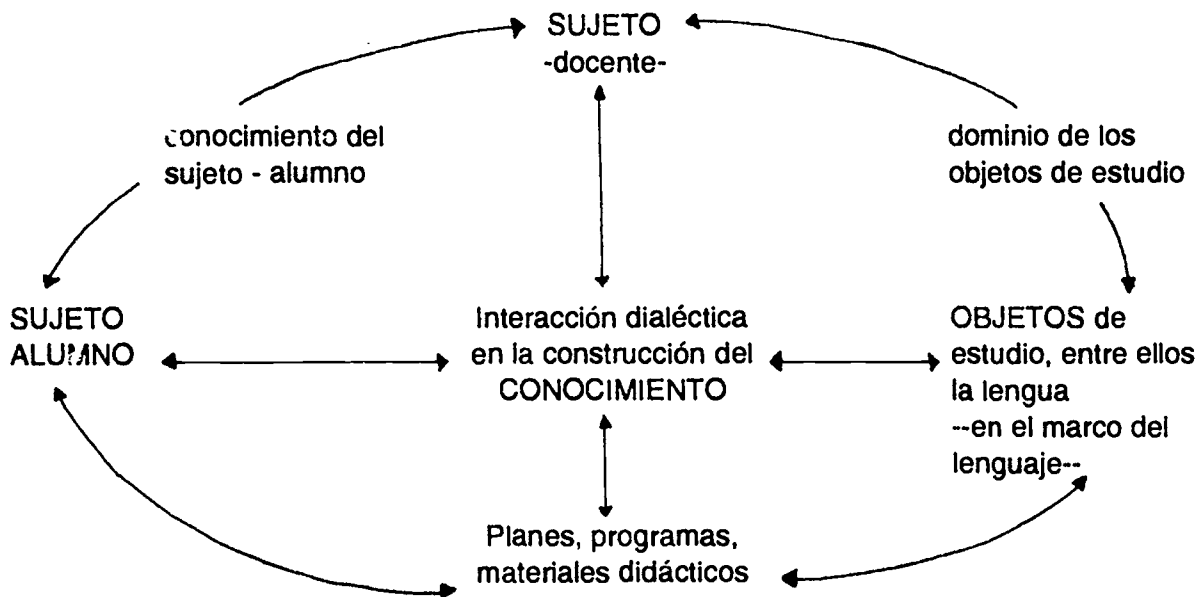 SUJETO
-docente-
conocimiento del
sujeto - alumno
dominio de los
objetos de estudio
SUJETO
ALUMNO
Interacción dialéctica
en la construcción del
CONOCIMIENTO
OBJETOS de
estudio, entre ellos
la lengua
--en el marco del
lenguaje--
Planes, programas,
materiales didácticos